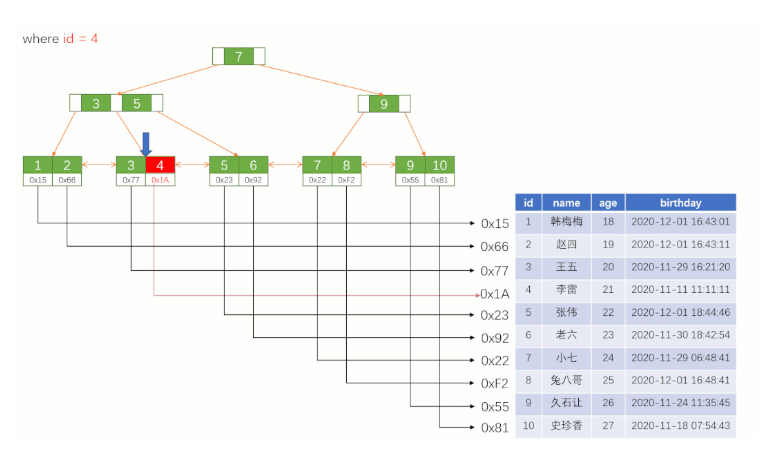 where id = 4
7
3 5
9
1 2
0x15 0x66
3 4
0x77 0x1A
5 6
0x23 0x92
7 8
0x22 0xF2
9 10
0x55 0x81
0x15
0x66
0x77
0x1A
0x23
0x92
0x22
0xF2
0x55
0x81
id name age birthday
1 韩梅梅 18 2020-12-01 16:43:01
2 赵四 19 2020-12-01 16:43:11
3 王五 20 2020-11-29 16:21:20
4 李雷 21 2020-11-11 11:11:11
5 张伟 22 2020-12-01 18:44:46
6 老六 23 2020-11-30 18:42:54
7 小七 24 2020-11-29 06:48:41
8 兔八哥 25 2020-12-01 16:48:41
9 久石让 26 2020-11-24 11:35:45
10 史珍香 27 2020-11-18 07:54:43